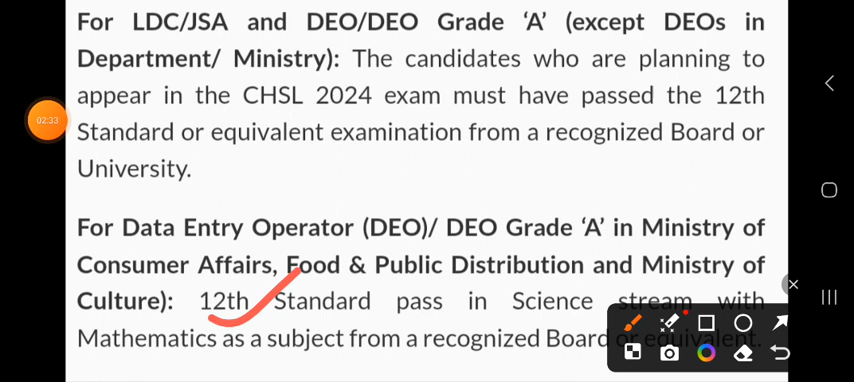 For LDC/JSA and DEO/DEO Grade ‘A’ (except DEOs in
Department/ Ministry): The candidates who are planning to
appear in the CHSL 2024 exam must have passed the 12th
Standard or equivalent examination from a recognized Board or
University.
02:33
For Data Entry Operator (DEO)/ DEO Grade ‘A’ in Ministry of
Consumer Affairs, Food & Public Distribution and Ministry of
Culture): 12th Standard pass in Science stream with
Mathematics as a subject from a recognized Board or equivalent.